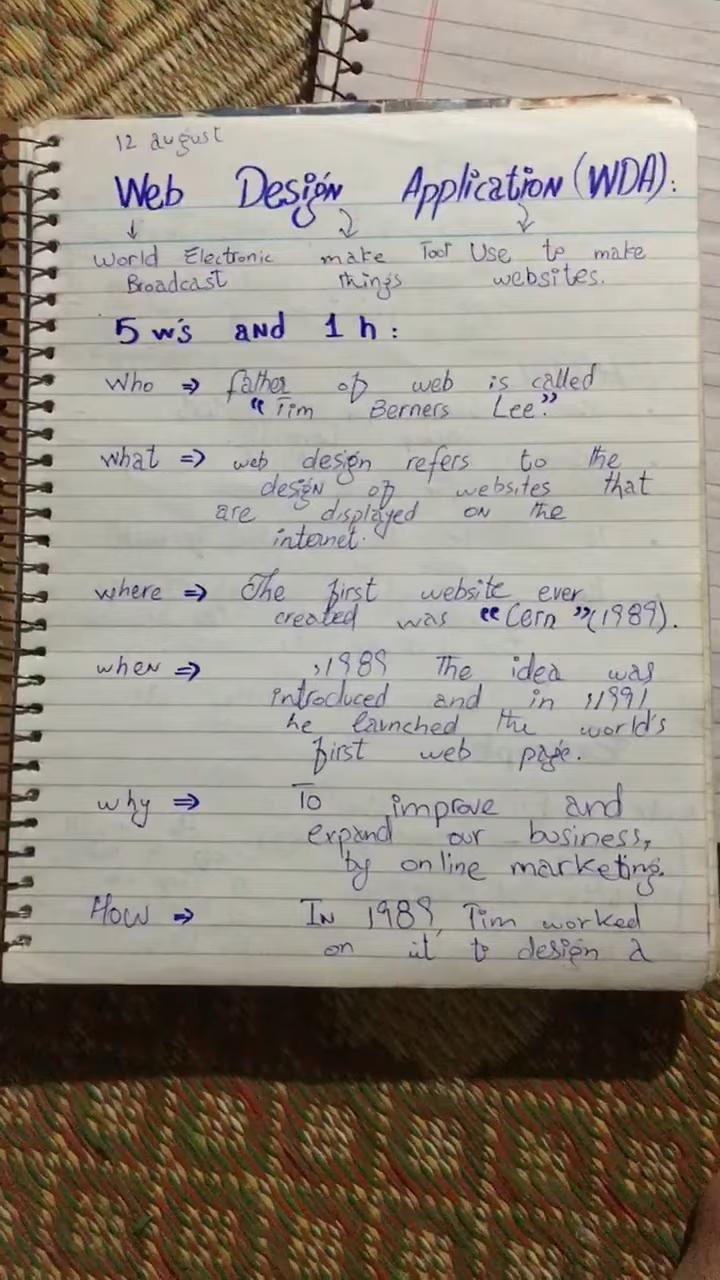 12 august
Web Design Application (WDA):
↓ ↓ ↓
World Electronic make Tool Use to make
Broadcast things websites.
5 w's and 1 h:
Who ⇒ father of web is called
"Tim Berners Lee."
what ⇒ web design refers to the
design of websites that
are displayed on the
internet.
where ⇒ The first website ever
created was "Cern" (1989).
when ⇒ ,1989 The idea was
introduced and in ,1991
he launched the world's
first web page.
why ⇒ To improve and
expand our business,
by online marketing.
How ⇒ In 1989, Tim worked
on it to design a